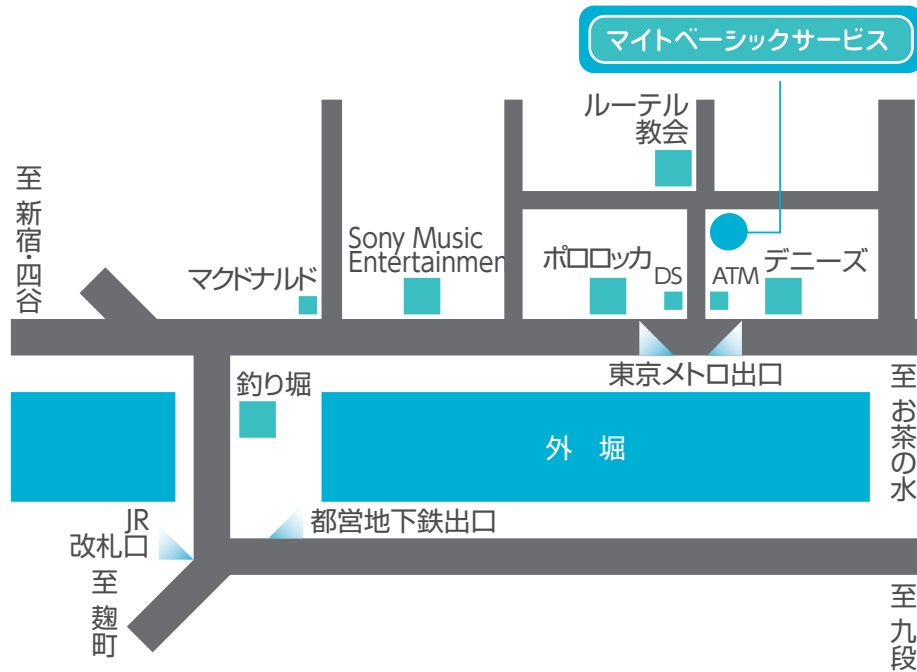 マイトベーシックサービス
ルーテル
教会
至 新宿・四谷
Sony Music
Entertainmen
マクドナルド
ポロロッカ
DS
ATM
デニーズ
東京メトロ出口
至 お茶の水
釣り堀
外 堀
JR
改札口
都営地下鉄出口
至 麹町
至 九段